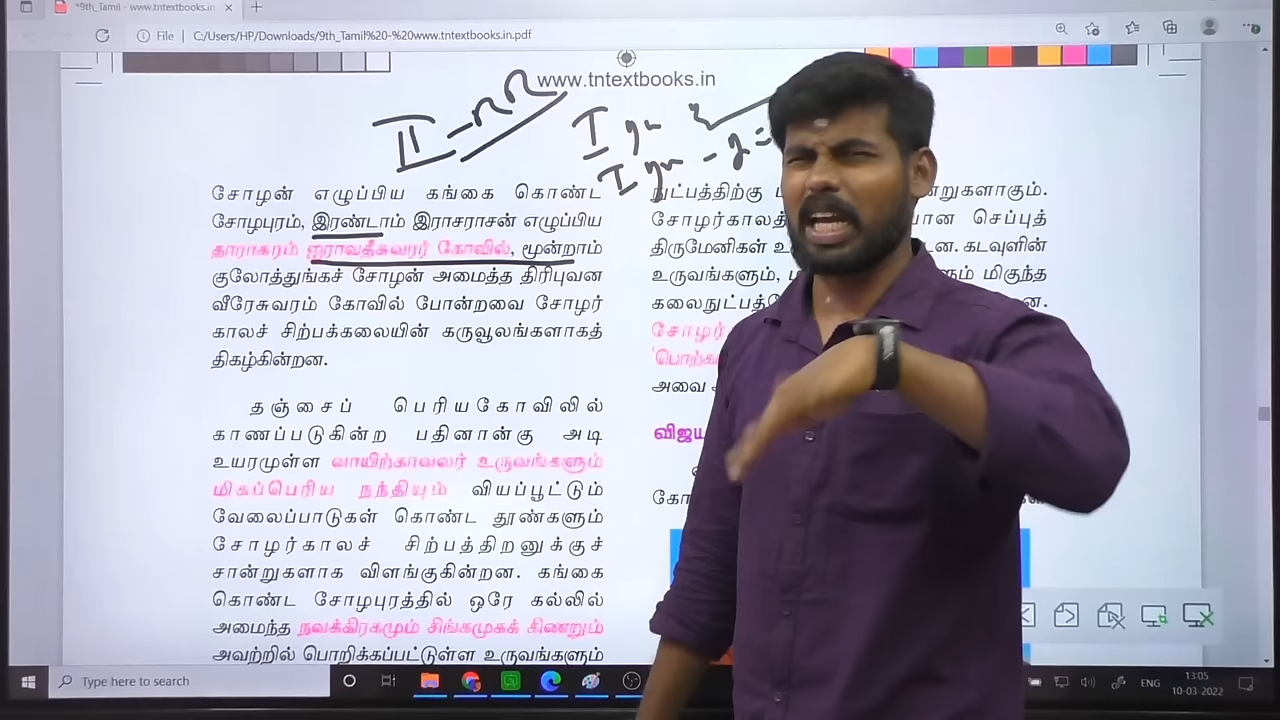 *9th_Tamil - www.tntextbooks.in
File C:/Users/HP/Downloads/9th_Tamil%20-%20www.tntextbooks.in.pdf
www.tntextbooks.in
II
I
I
சோழன் எழுப்பிய கங்கை கொண்ட
சோழபுரம், இரண்டாம் இராசராசன் எழுப்பிய
தாராசுரம் ஐராவதீசுவரர் கோவில், மூன்றாம்
குலோத்துங்கச் சோழன் அமைத்த திரிபுவன
வீரேசுவரம் கோவில் போன்றவை சோழர்
காலச் சிற்பக்கலையின் கருவூலங்களாகத்
திகழ்கின்றன.
தஞ்சைப் பெரியகோவிலில்
காணப்படுகின்ற பதினான்கு அடி
உயரமுள்ள வாயிற்காவலர் உருவங்களும்
மிகப்பெரிய நந்தியும் வியப்பூட்டும்
வேலைப்பாடுகள் கொண்ட தூண்களும்
சோழர்காலச் சிற்பத்திறனுக்குச்
சான்றுகளாக விளங்குகின்றன. கங்கை
கொண்ட சோழபுரத்தில் ஒரே கல்லில்
அமைந்த நவக்கிரகமும் சிங்கமுகக் கிணறும்
அவற்றில் பொறிக்கப்பட்டுள்ள உருவங்களும்
நுட்பத்திற்கு
சோழர்காலத் செப்புத்
திருமேனிகள் கடவுளின்
உருவங்களும், மிகுந்த
அவை
Type here to search
ENG
13:05
10-03-2022